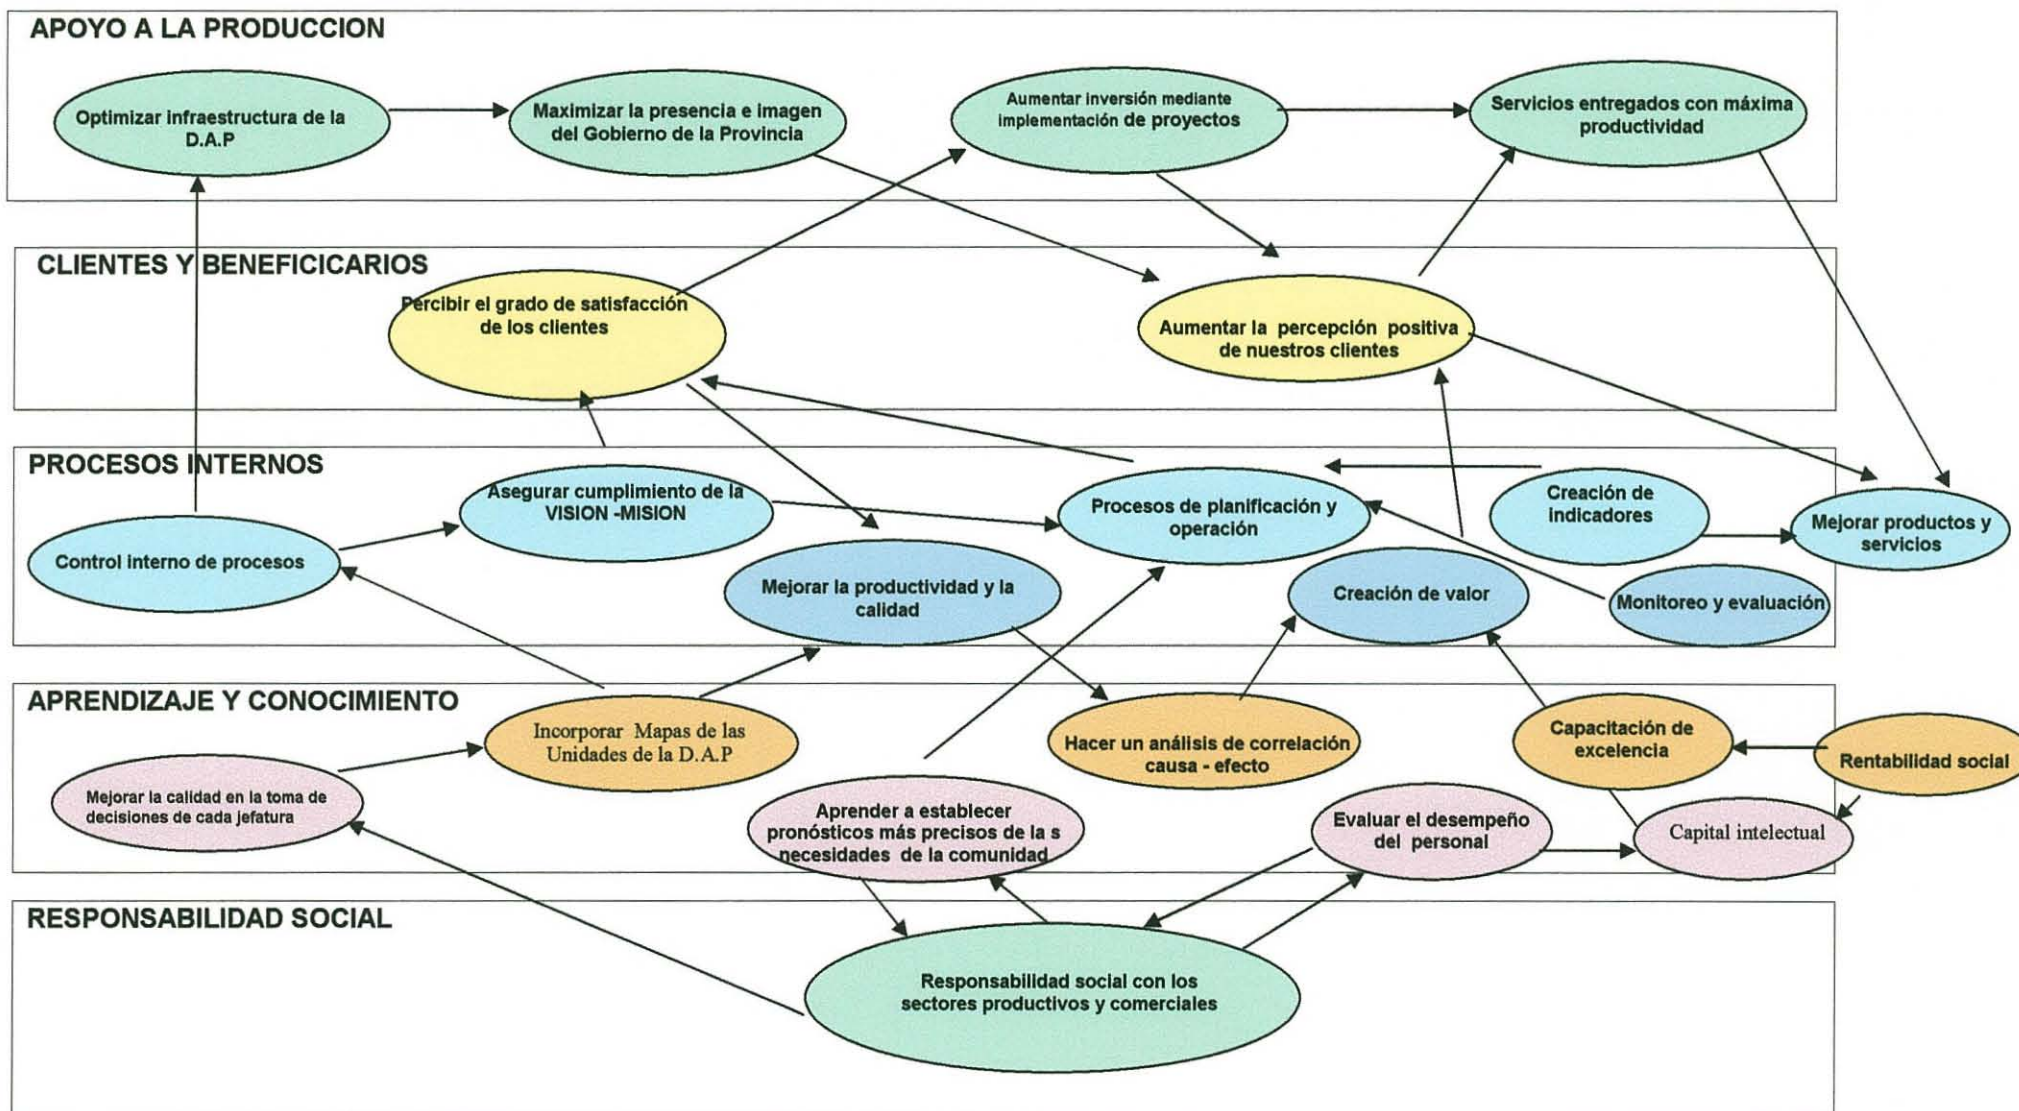 APOYO A LA PRODUCCION
Optimizar infraestructura de la
D.A.P
Maximizar la presencia e imagen
del Gobierno de la Provincia
Aumentar inversión mediante
implementación de proyectos
Servicios entregados con máxima
productividad
CLIENTES Y BENEFICICARIOS
Percibir el grado de satisfacción
de los clientes
Aumentar la percepción positiva
de nuestros clientes
PROCESOS INTERNOS
Control interno de procesos
Asegurar cumplimiento de la
VISION -MISION
Mejorar la productividad y la
calidad
Procesos de planificación y
operación
Creación de valor
Creación de
indicadores
Monitoreo y evaluación
Mejorar productos y
servicios
APRENDIZAJE Y CONOCIMIENTO
Mejorar la calidad en la toma de
decisiones de cada jefatura
Incorporar Mapas de las
Unidades de la D.A.P
Aprender a establecer
pronósticos más precisos de la s
necesidades de la comunidad
Hacer un análisis de correlación
causa - efecto
Evaluar el desempeño
del personal
Capacitación de
excelencia
Capital intelectual
Rentabilidad social
RESPONSABILIDAD SOCIAL
Responsabilidad social con los
sectores productivos y comerciales